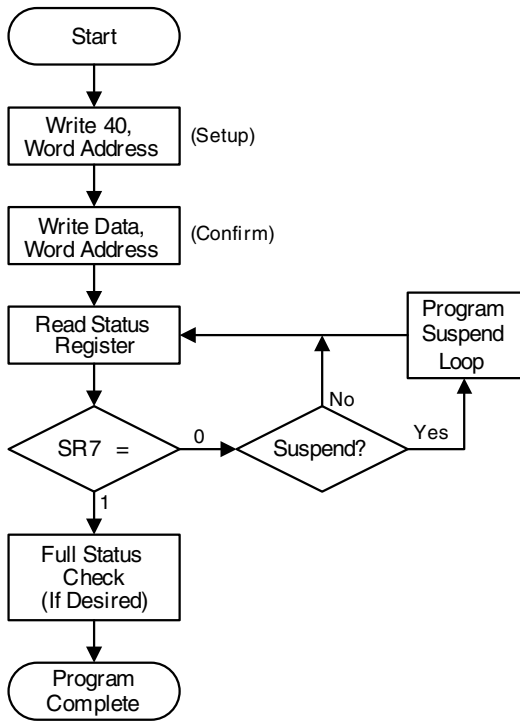 Start
Write 40,
Word Address
(Setup)
Write Data,
Word Address
(Confirm)
Read Status
Register
Program
Suspend
Loop
No
SR7 =
0
Suspend?
Yes
1
Full Status
Check
(If Desired)
Program
Complete